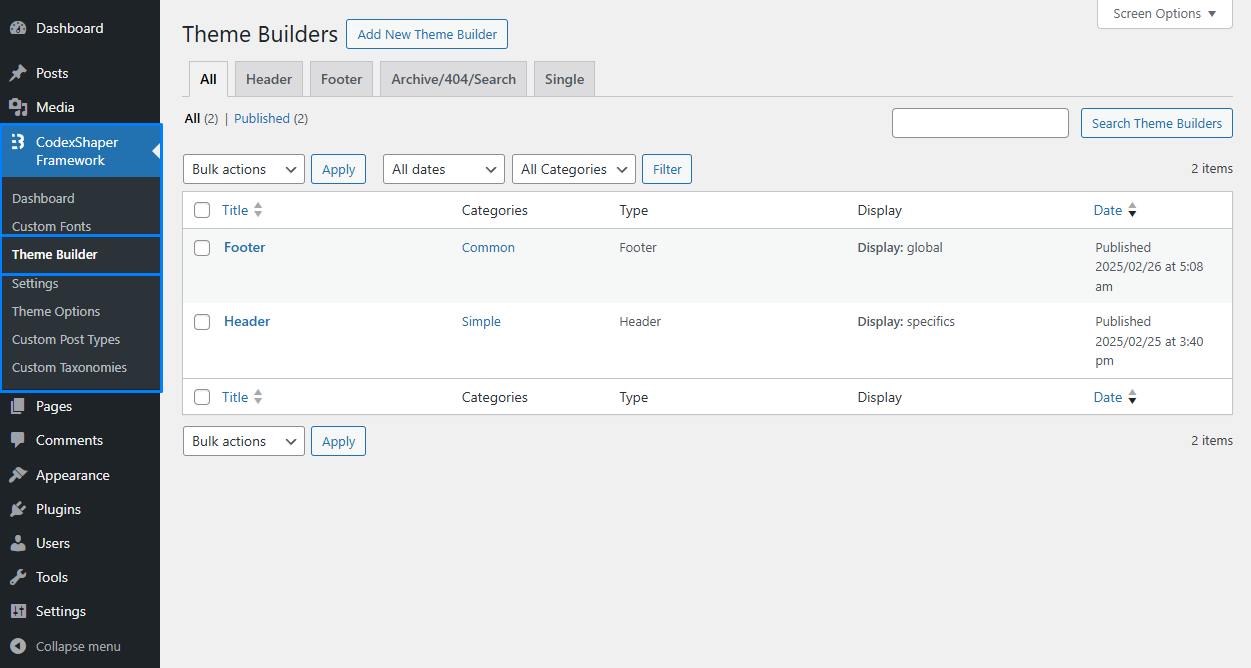 Dashboard
Posts
Media
CodexShaper
Framework
Dashboard
Custom Fonts
Theme Builder
Settings
Theme Options
Custom Post Types
Custom Taxonomies
Pages
Comments
Appearance
Plugins
Users
Tools
Settings
Collapse menu
Screen Options
Theme Builders Add New Theme Builder
All Header Footer Archive/404/Search Single
All (2) | Published (2)
Search Theme Builders
Bulk actions Apply All dates All Categories Filter 2 items
Title Categories Type Display Date
Footer Common Footer Display: global Published
2025/02/26 at 5:08
am
Header Simple Header Display: specifics Published
2025/02/25 at 3:40
pm
Title Categories Type Display Date
Bulk actions Apply 2 items